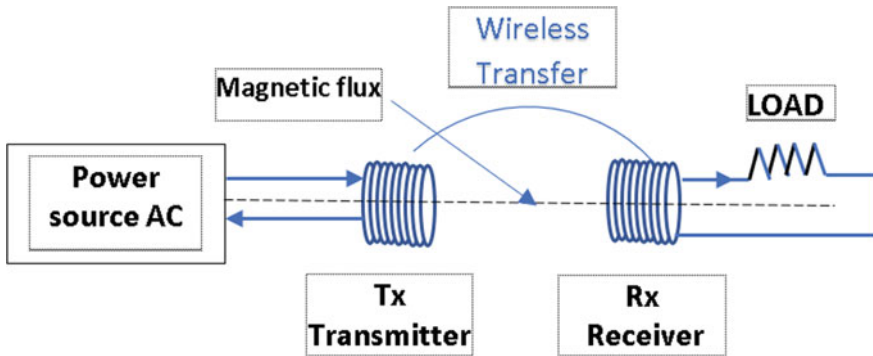 Wireless
Transfer
Magnetic flux
LOAD
Power
source AC
Tx
Transmitter
Rx
Receiver